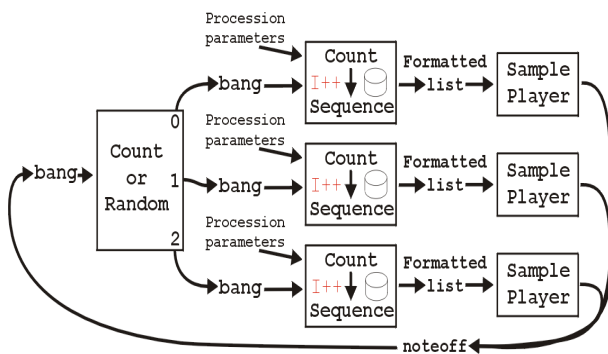 Procession
parameters
bang
Count
I++
Sequence
Formatted
list
Sample
Player
bang
Count
or
Random
0
1
2
Procession
parameters
bang
Count
I++
Sequence
Formatted
list
Sample
Player
Procession
parameters
bang
Count
I++
Sequence
Formatted
list
Sample
Player
noteoff